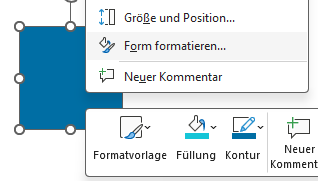 Größe und Position...
Form formatieren...
Neuer Kommentar
Formatvorlage
Füllung
Kontur
Neuer
Komment